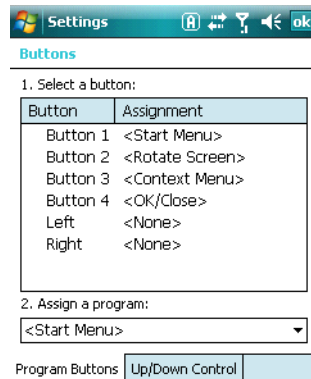 Settings
ok
Buttons
1. Select a button:
Button Assignment
Button 1 <Start Menu>
Button 2 <Rotate Screen>
Button 3 <Context Menu>
Button 4 <OK/Close>
Left <None>
Right <None>
2. Assign a program:
<Start Menu>
Program Buttons Up/Down Control